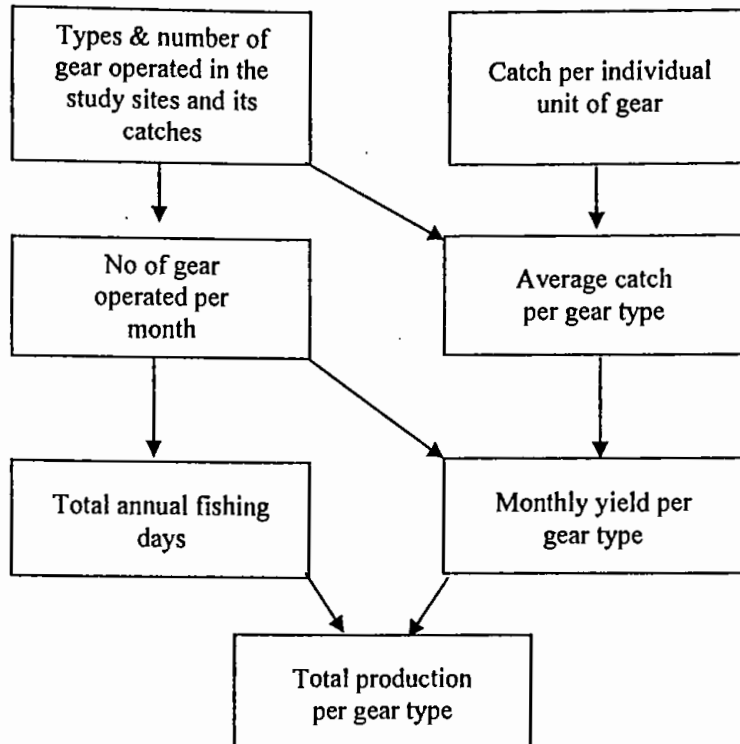 Types & number of
gear operated in the
study sites and its
catches
Catch per individual
unit of gear
No of gear
operated per
month
Average catch
per gear type
Total annual fishing
days
Monthly yield per
gear type
Total production
per gear type